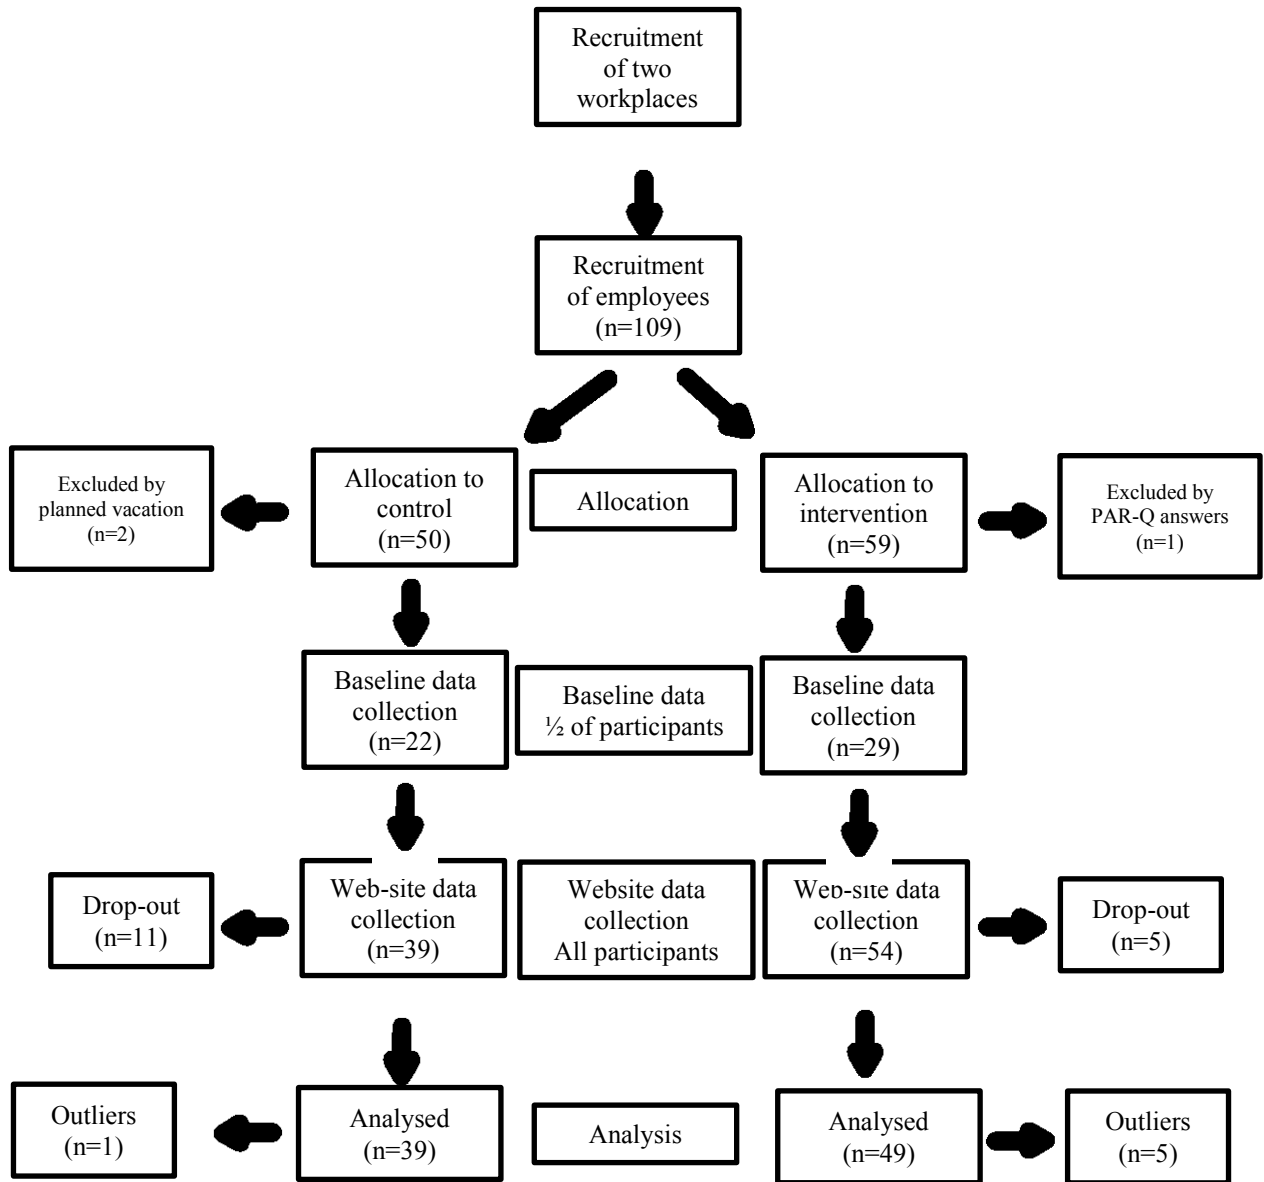 Recruitment
of two
workplaces
Recruitment
of employees
(n=109)
Excluded by
planned vacation
(n=2)
Allocation to
control
(n=50)
Allocation
Allocation to
intervention
(n=59)
Excluded by
PAR-Q answers
(n=1)
Baseline data
collection
(n=22)
Baseline data
½ of participants
Baseline data
collection
(n=29)
Drop-out
(n=11)
Web-site data
collection
(n=39)
Website data
collection
All participants
Web-site data
collection
(n=54)
Drop-out
(n=5)
Outliers
(n=1)
Analysed
(n=39)
Analysis
Analysed
(n=49)
Outliers
(n=5)